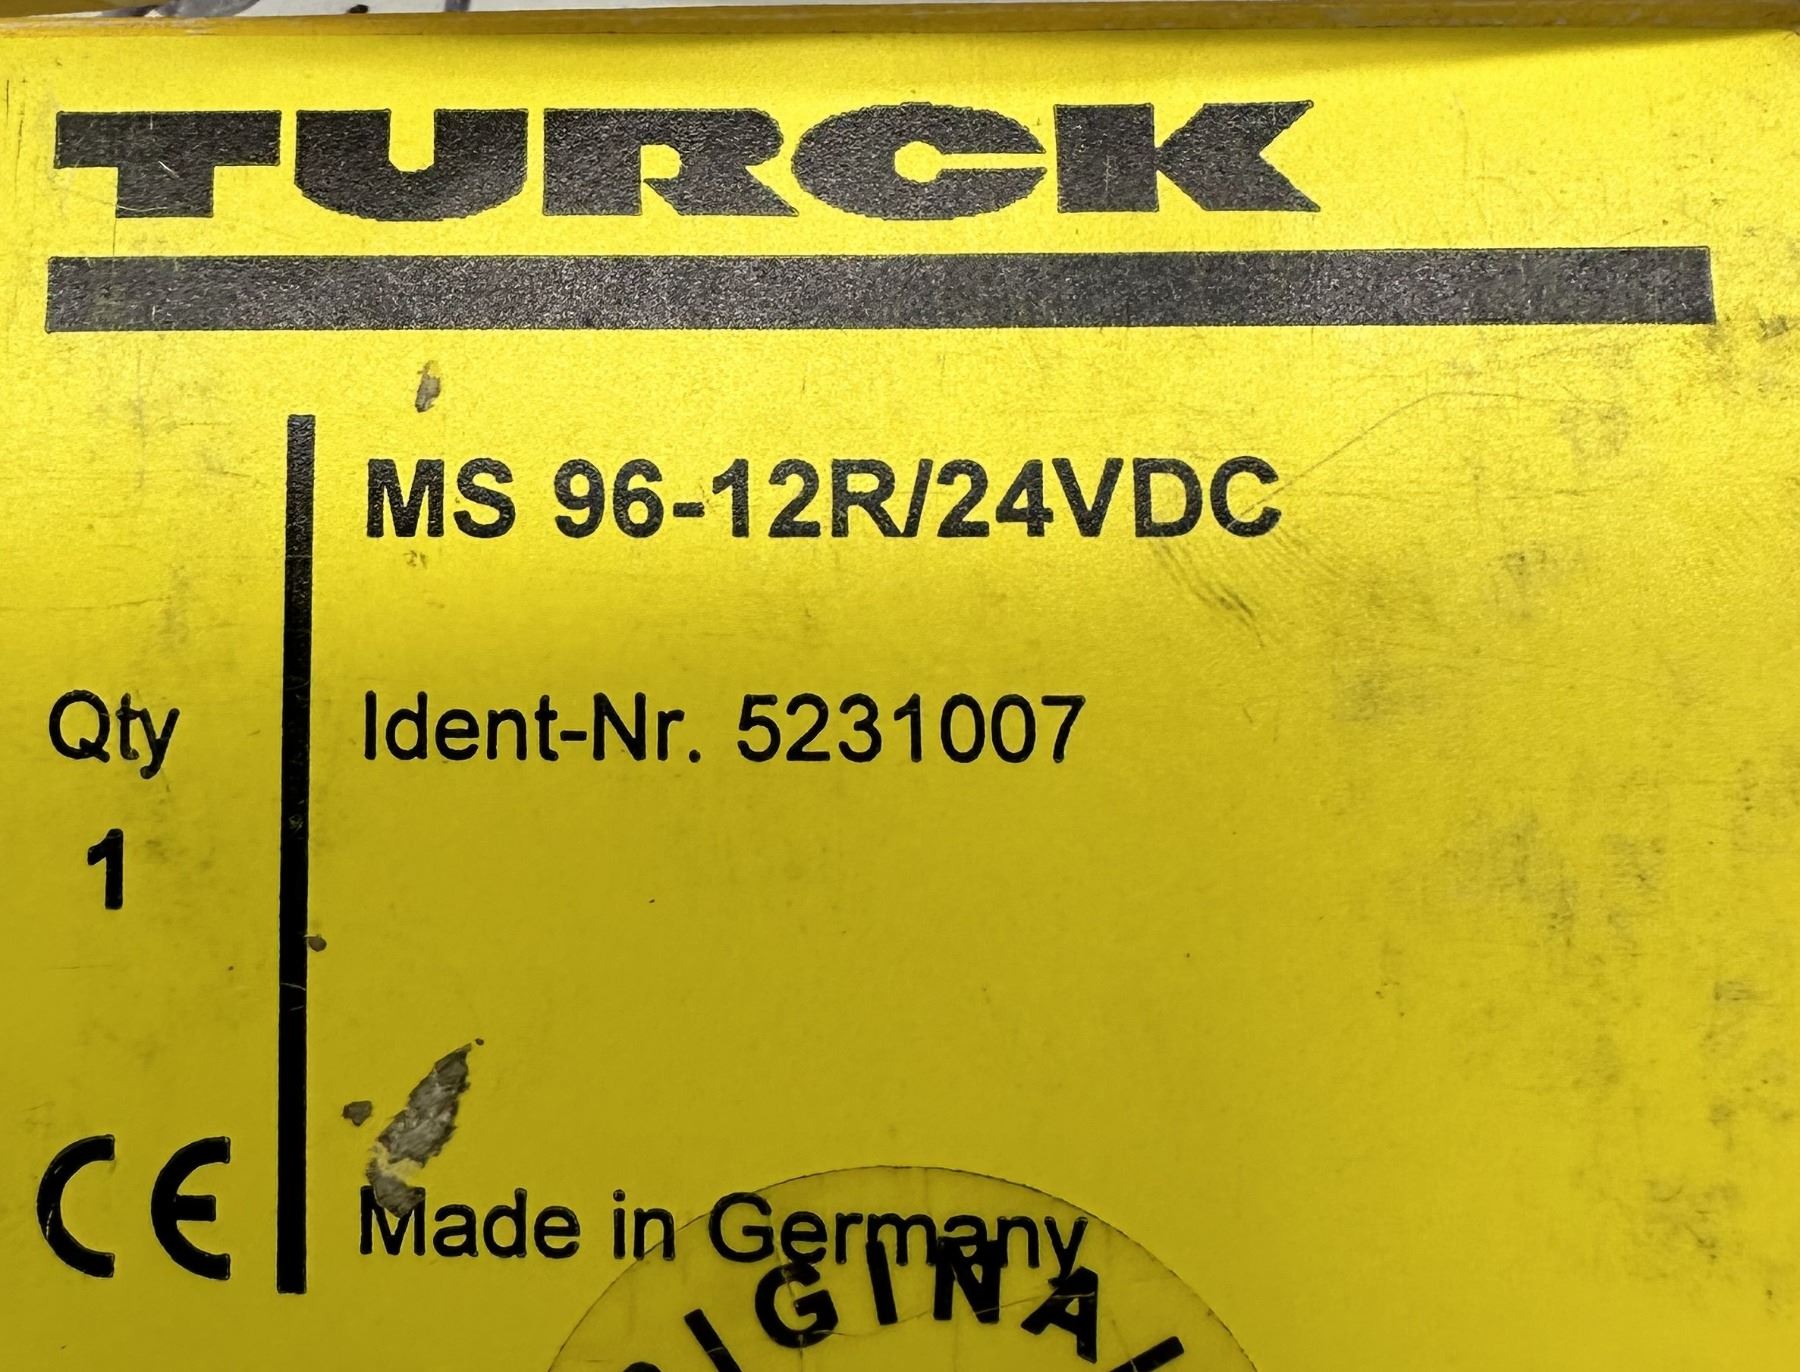 TURCK
MS 96-12R/24VDC
Qty
Ident-Nr. 5231007
1
CE
Made in Germany